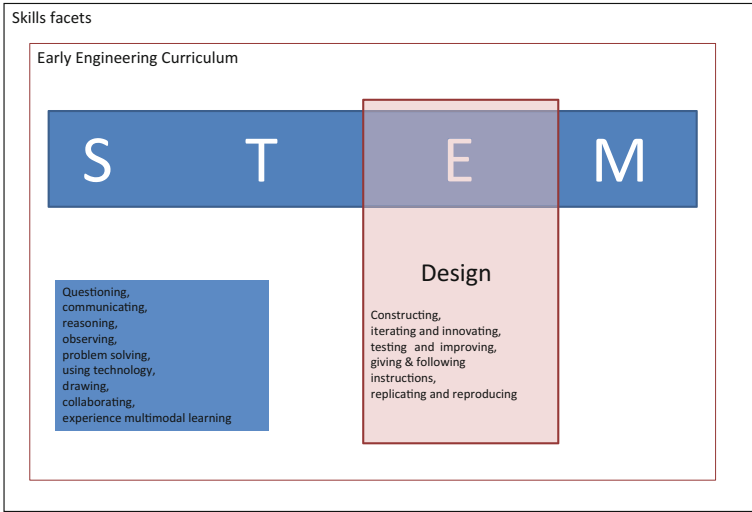 Skills facets
Early Engineering Curriculum
S T E M
Design
Questioning,
communicating,
reasoning,
observing,
problem solving,
using technology,
drawing,
collaborating,
experience multimodal learning
Constructing,
iterating and innovating,
testing and improving,
giving & following
instructions,
replicating and reproducing